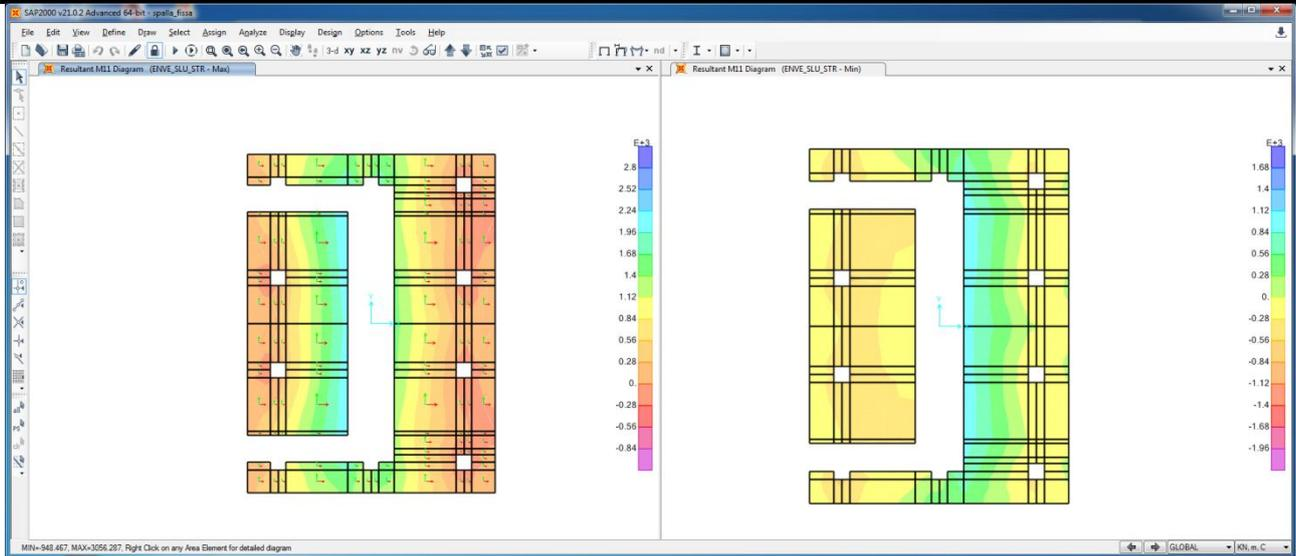 SAP2000 v21.0.2 Advanced 64-bit - spalla_fissa
File Edit View Define Draw Select Assign Analyze Display Design Options Tools Help
3-d xy xz yz nv nd
Resultant M11 Diagram (ENVE_SLU_STR - Max)
Resultant M11 Diagram (ENVE_SLU_STR - Min)
E+3
2.8
2.52
2.24
1.96
1.68
1.4
1.12
0.84
0.56
0.28
0.
-0.28
-0.56
-0.84
E+3
1.68
1.4
1.12
0.84
0.56
0.28
0.
-0.28
-0.56
-0.84
-1.12
-1.4
-1.68
-1.96
Y
Y
MIN=-948.467, MAX=3056.287, Right Click on any Area Element for detailed diagram
GLOBAL
KN, m, C